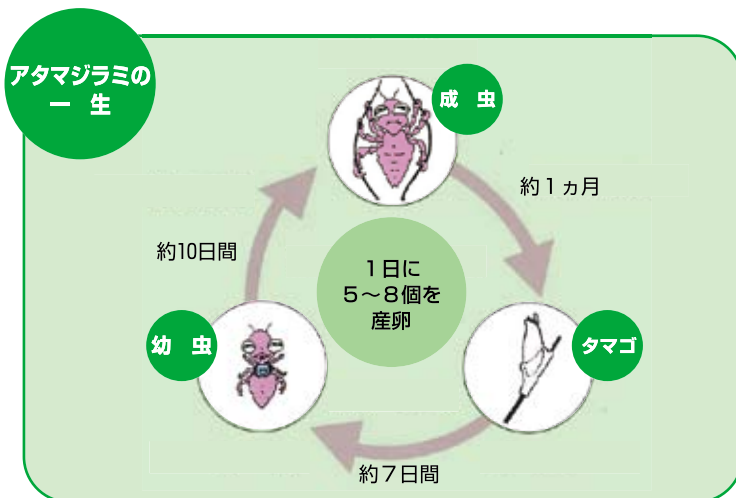 アタマジラミの
一 生
成 虫
約１ヵ月
約10日間
１日に
５～８個を
産卵
幼 虫
タマゴ
約７日間